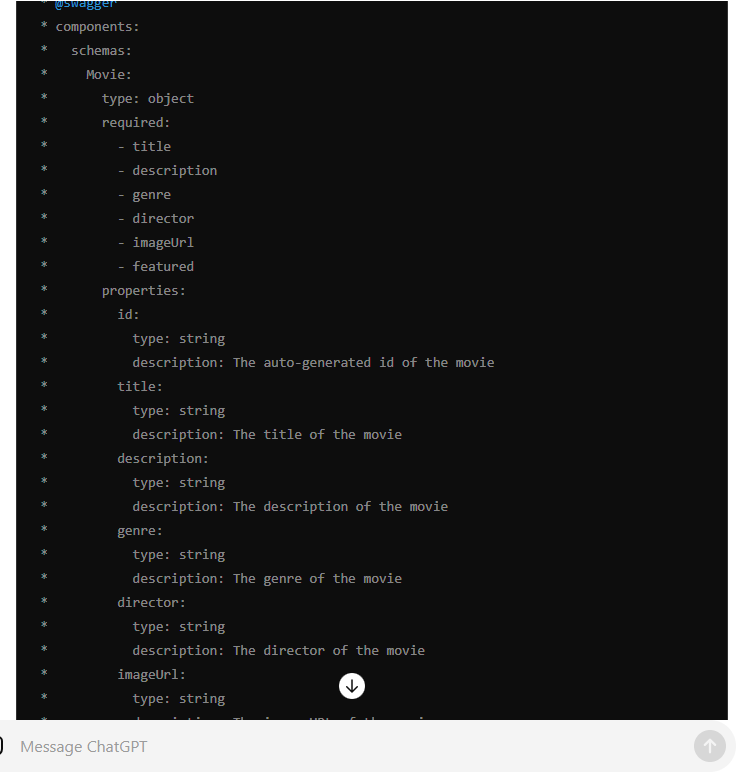 * @swagger
* components:
*   schemas:
*     Movie:
*       type: object
*       required:
*         - title
*         - description
*         - genre
*         - director
*         - imageUrl
*         - featured
*       properties:
*         id:
*           type: string
*           description: The auto-generated id of the movie
*         title:
*           type: string
*           description: The title of the movie
*         description:
*           type: string
*           description: The description of the movie
*         genre:
*           type: string
*           description: The genre of the movie
*         director:
*           type: string
*           description: The director of the movie
*         imageUrl:
*           type: string
Message ChatGPT